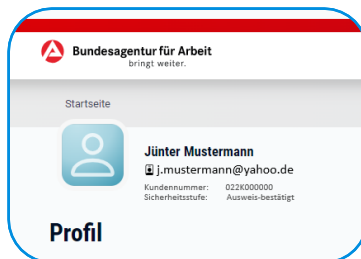 Bundesagentur für Arbeit
bringt weiter.
Startseite
Jünter Mustermann
j.mustermann@yahoo.de
Kundennummer: 022K000000
Sicherheitsstufe: Ausweis-bestätigt
Profil